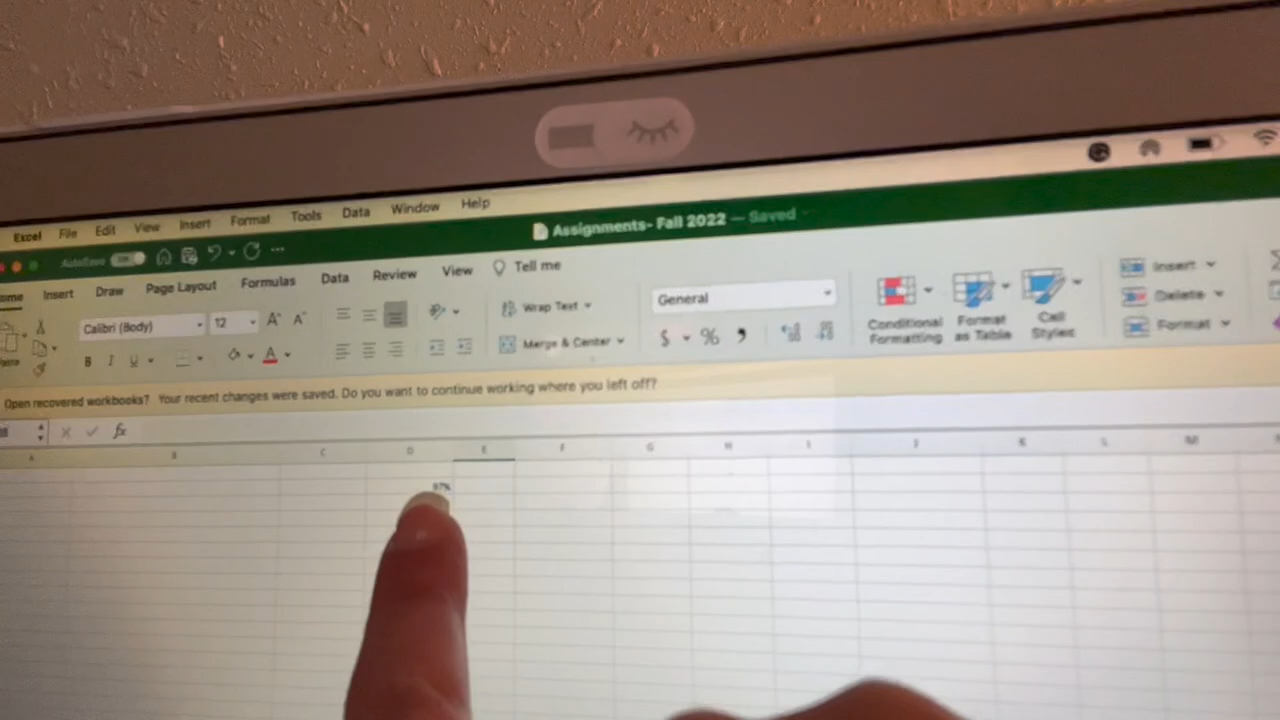 Excel File Edit View Insert Format Tools Data Window Help
Assignments- Fall 2022 — Saved
AutoSave
Insert Draw Page Layout Formulas Data Review View Tell me
Calibri (Body) 12 A A Wrap Text General Insert
Conditional Formatting Format as Table Cell Styles Delete
B I U A Merge & Center $ % Format
Open recovered workbooks? Your recent changes were saved. Do you want to continue working where you left off?
fx
A B C D E F G H I J K L M
97%